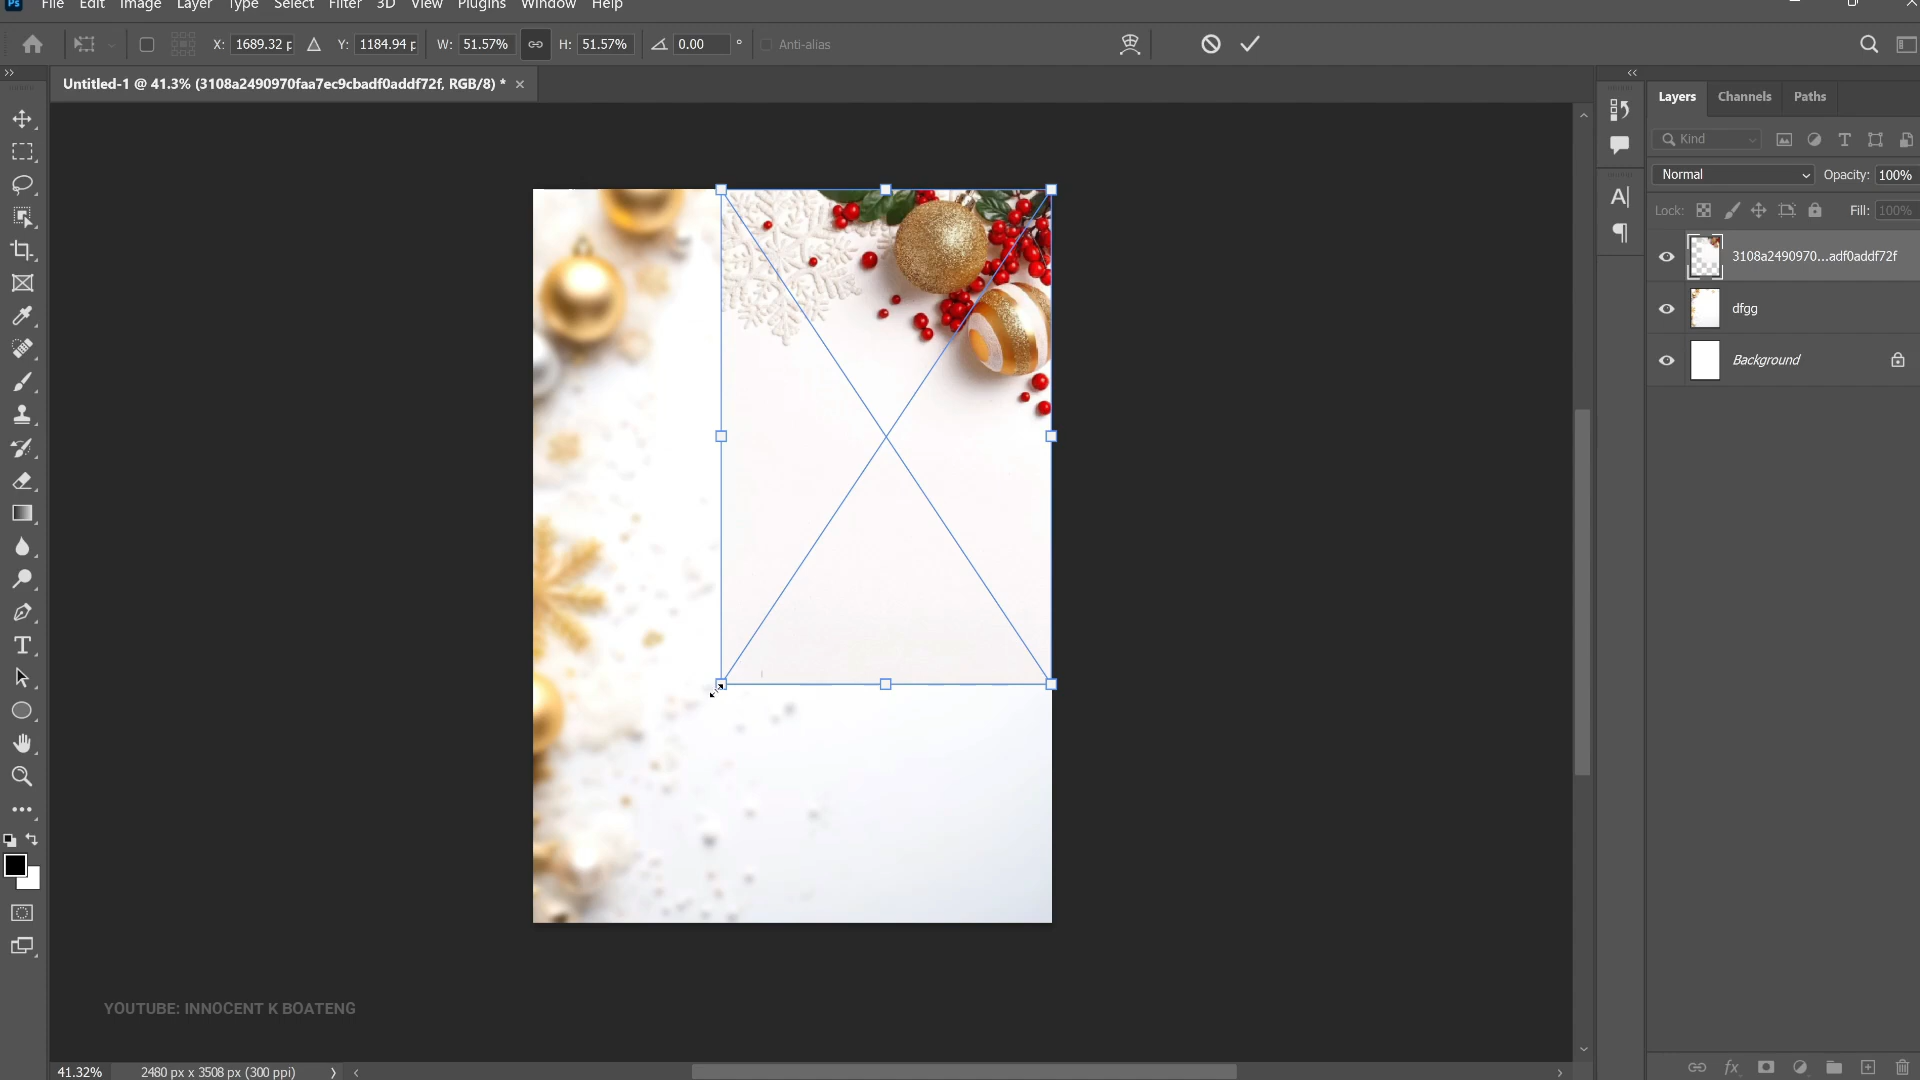 Ps File Edit Image Layer Type Select Filter 3D View Plugins Window Help
X: 1689.32 p Y: 1184.94 p W: 51.57% H: 51.57% 0.00 ° Anti-alias
Untitled-1 @ 41.3% (3108a2490970faa7ec9cbadf0addf72f, RGB/8) * ×
Layers Channels Paths
Kind
Normal Opacity: 100%
Lock: Fill: 100%
3108a2490970...adf0addf72f
dfgg
Background
YOUTUBE: INNOCENT K BOATENG
41.32% 2480 px x 3508 px (300 ppi)